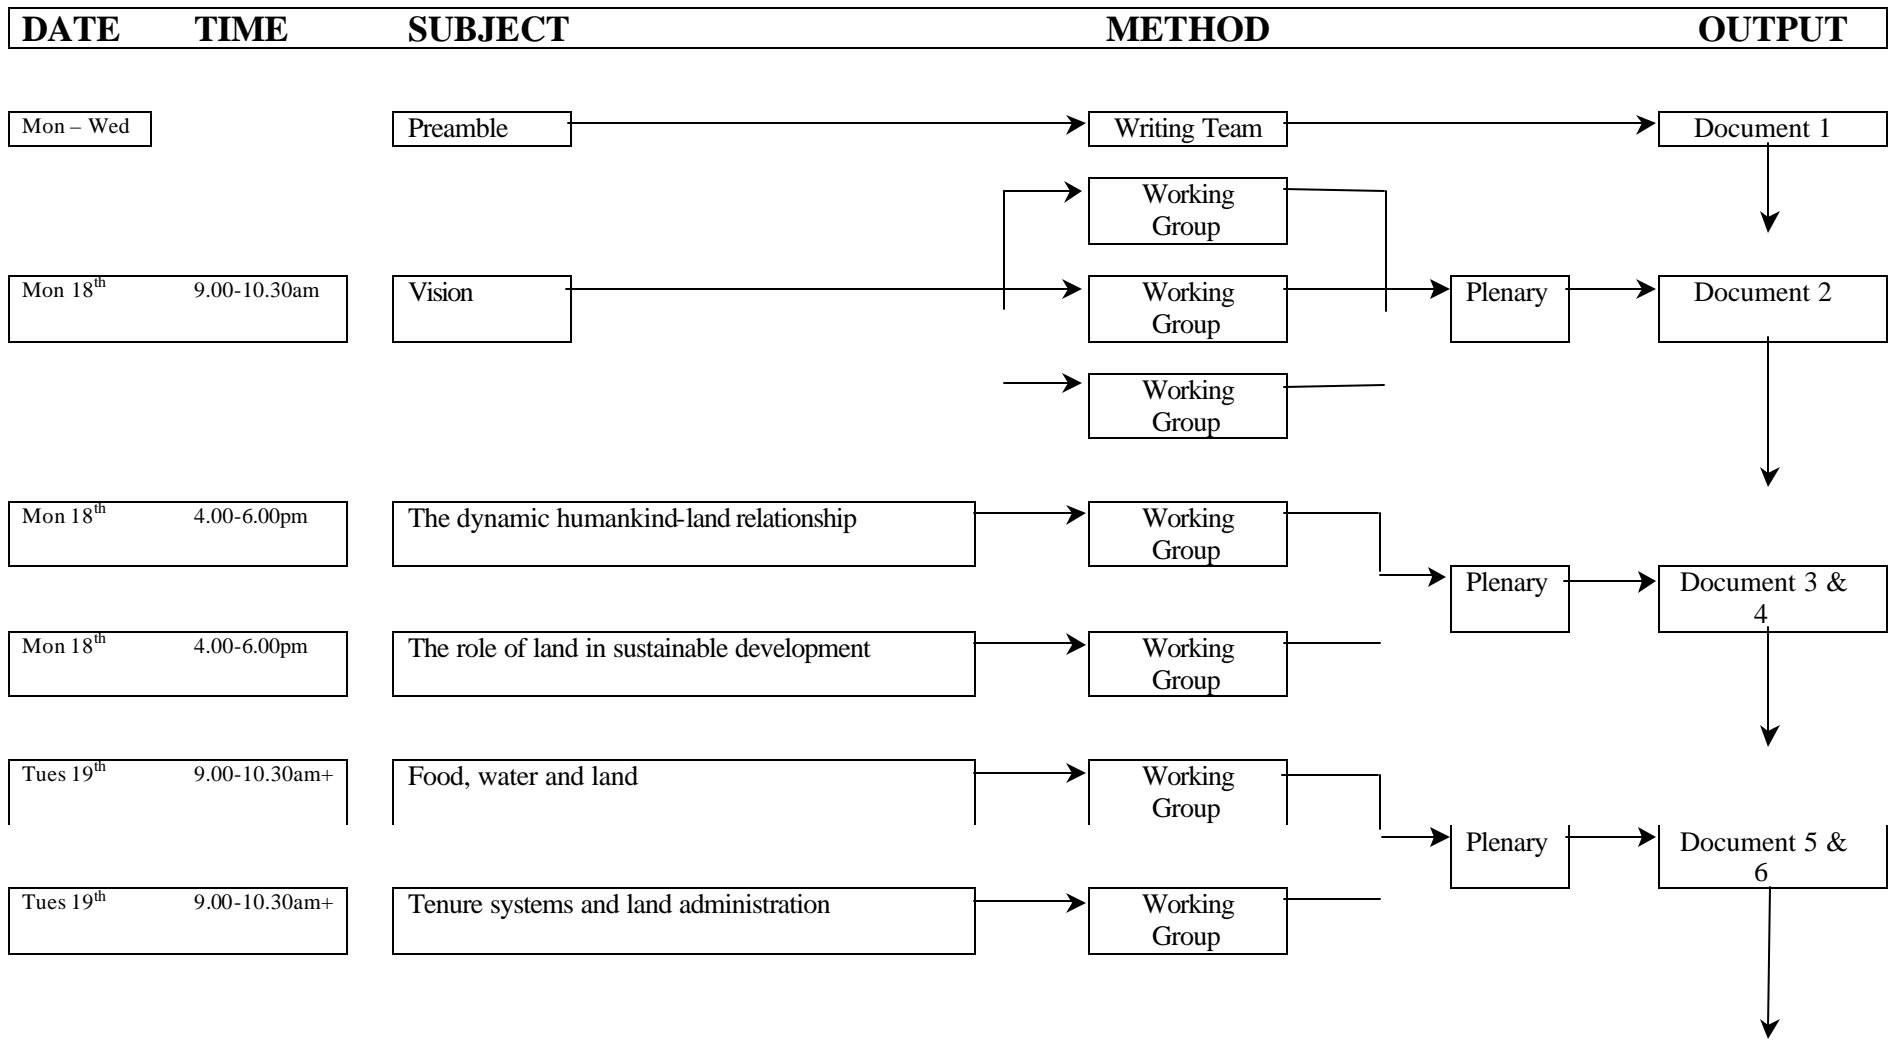 DATE TIME SUBJECT METHOD OUTPUT
Mon – Wed Preamble Writing Team Document 1
Working
Group
Mon 18th 9.00-10.30am Vision Working Plenary Document 2
Group
Working
Group
Mon 18th 4.00-6.00pm The dynamic humankind-land relationship Working
Group
Plenary Document 3 &
4
Mon 18th 4.00-6.00pm The role of land in sustainable development Working
Group
Tues 19th 9.00-10.30am+ Food, water and land Working
Group
Plenary Document 5 &
6
Tues 19th 9.00-10.30am+ Tenure systems and land administration Working
Group